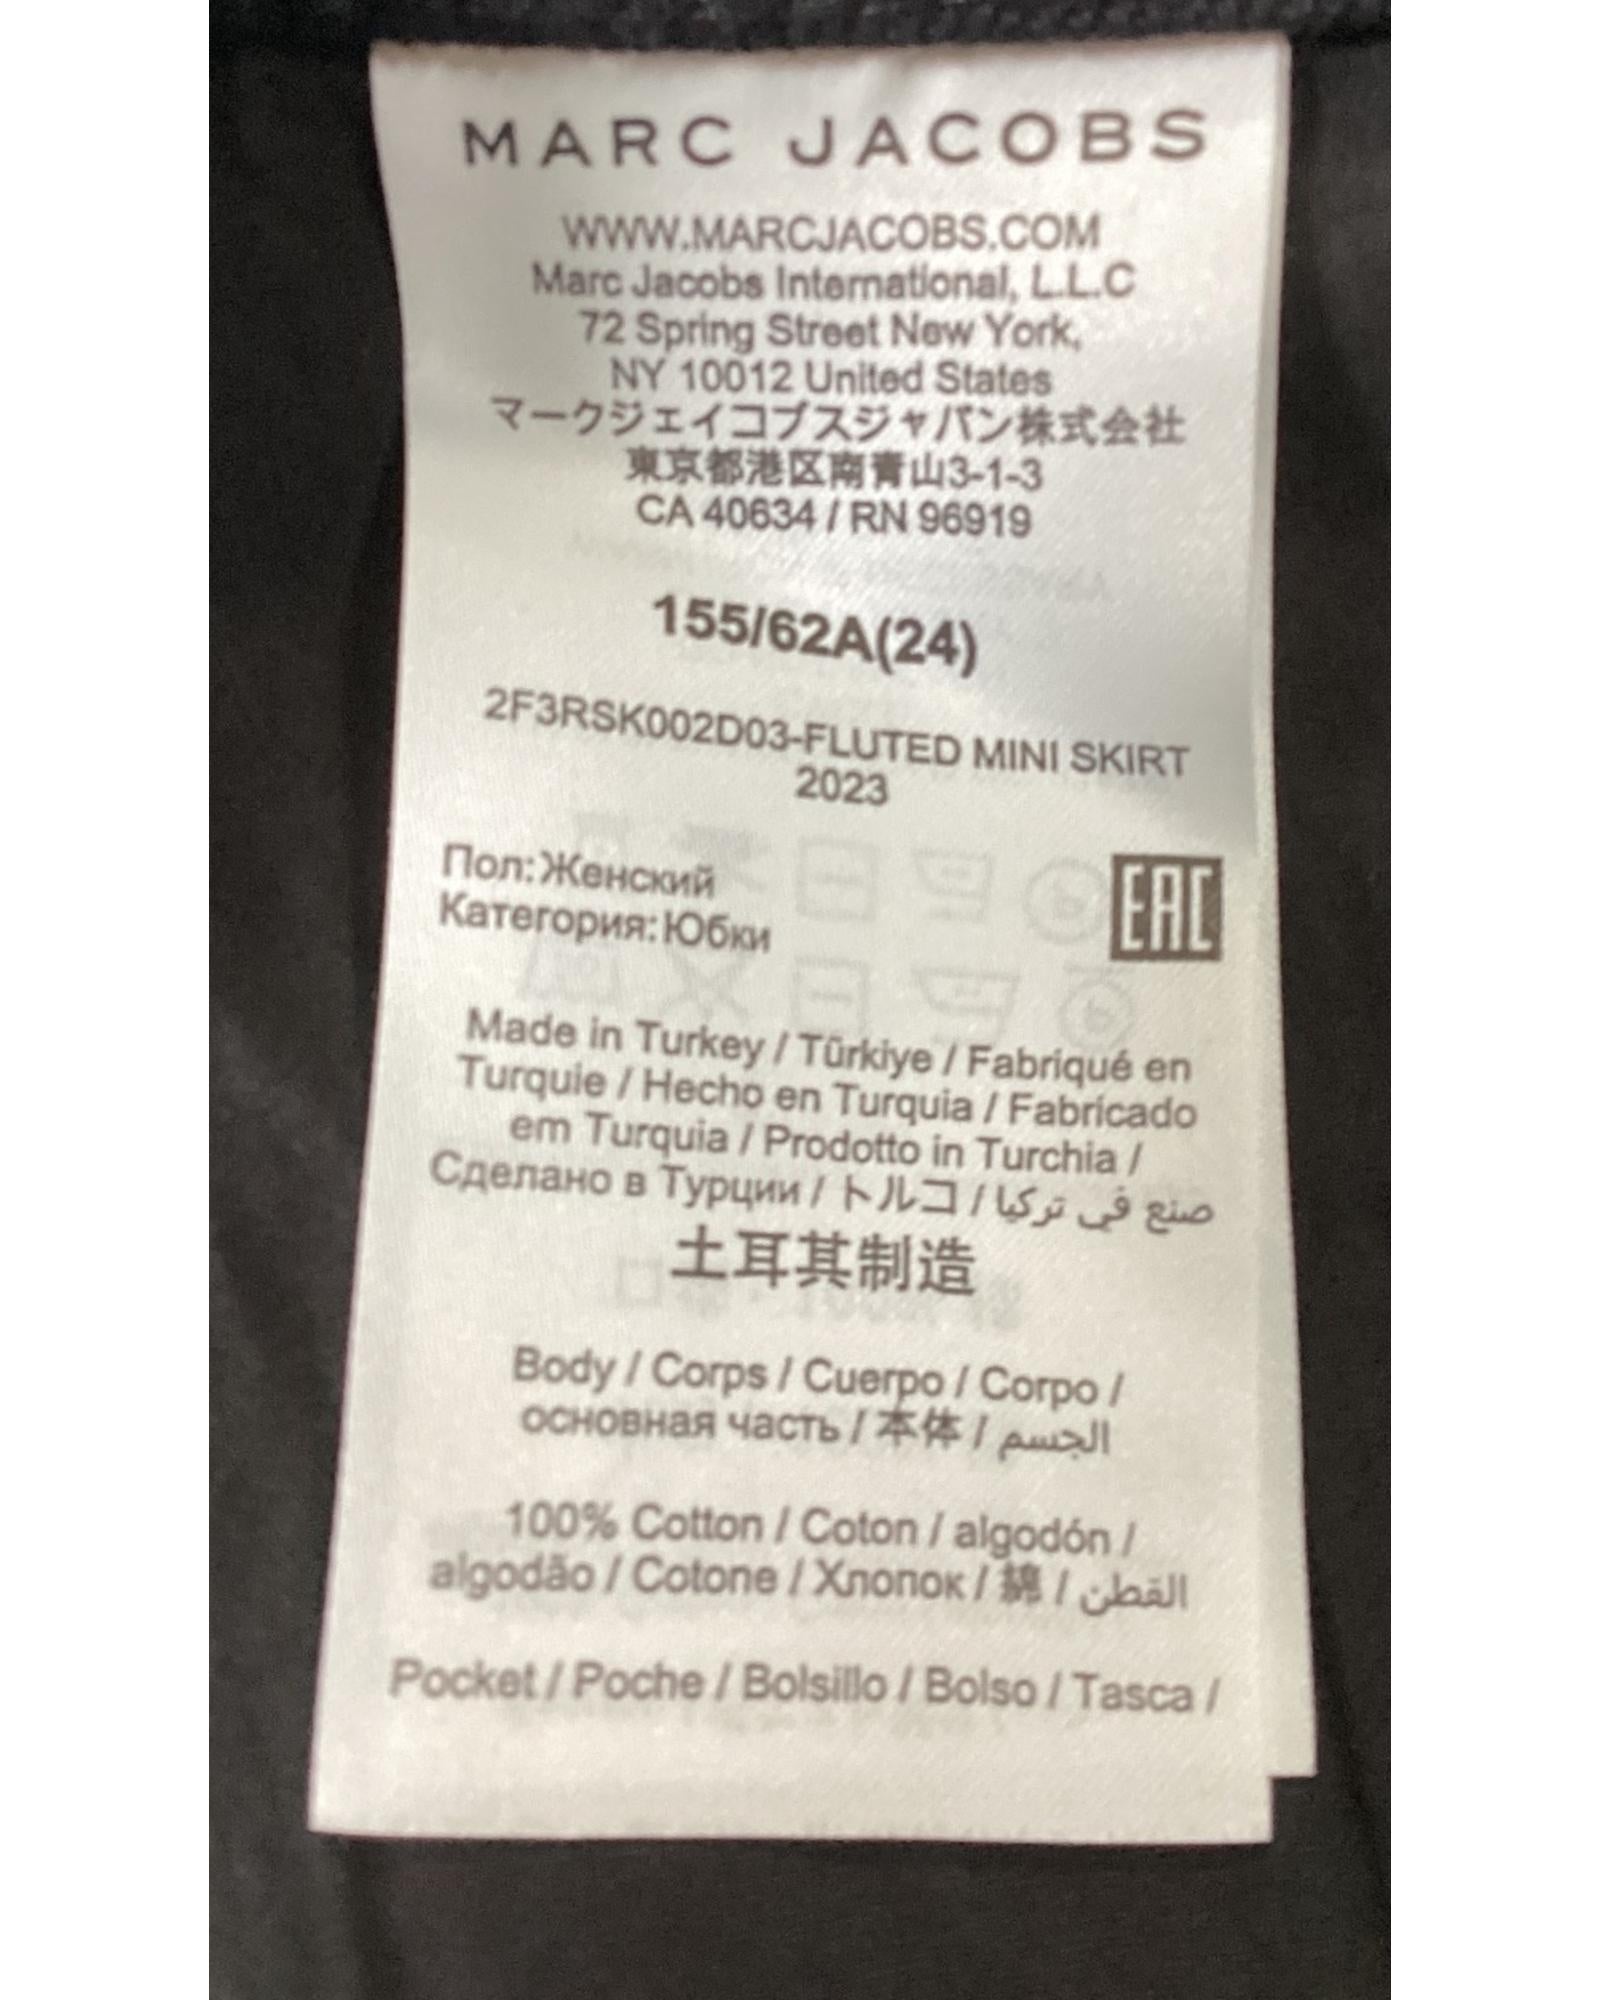 MARC JACOBS
WWW.MARCJACOBS.COM
Marc Jacobs International, L.L.C
72 Spring Street New York,
NY 10012 United States
マークジェイコブスジャパン株式会社
東京都港区南青山3-1-3
CA 40634 / RN 96919
155/62A(24)
2F3RSK002D03-FLUTED MINI SKIRT
2023
Пол:Женский
Категория:Юбки
EAC
Made in Turkey / Türkiye / Fabriqué en
Turquie / Hecho en Turquia / Fabricado
em Turquia / Prodotto in Turchia /
Сделано в Турции / トルコ / صنع في تركيا
土耳其制造
Body / Corps / Cuerpo / Corpo /
основная часть / 本体 / الجسم
100% Cotton / Coton / algodón /
algodão / Cotone / Хлопок / 綿 / القطن
Pocket / Poche / Bolsillo / Bolso / Tasca /